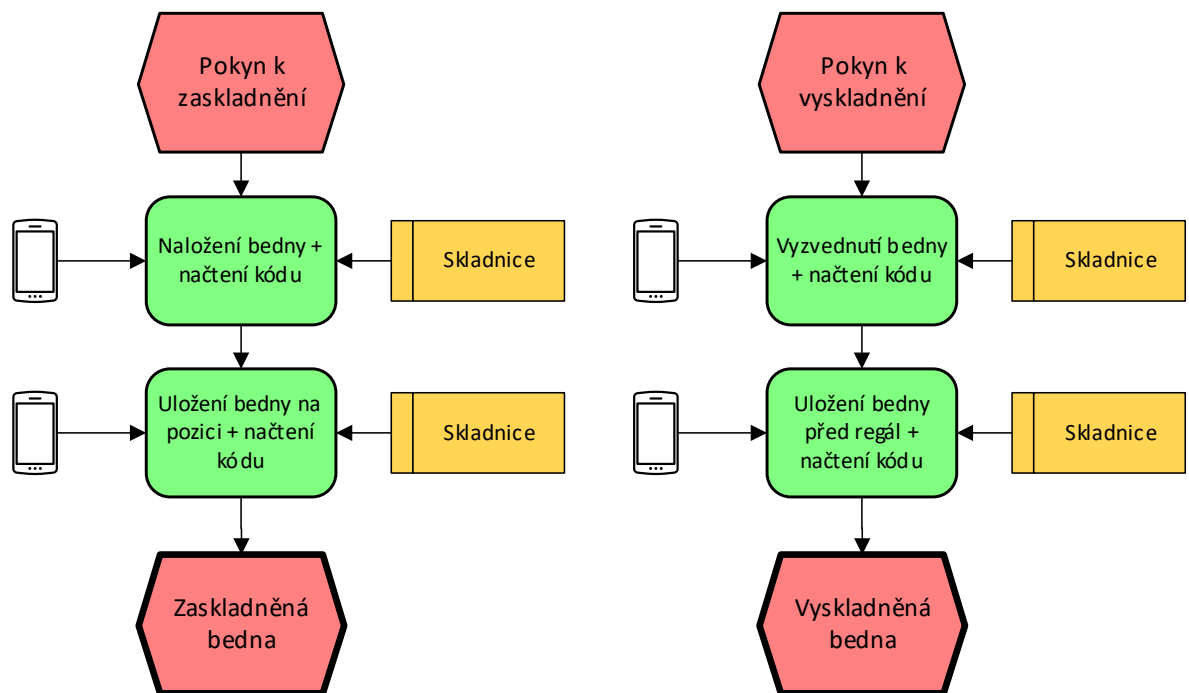 Pokyn k
zaskladnění
Naložení bedny +
načtení kódu
Skladnice
Uložení bedny na
pozici + načtení
kódu
Skladnice
Zaskladněná
bedna
Pokyn k
vyskladnění
Vyzvednutí bedny
+ načtení kódu
Skladnice
Uložení bedny
před regál +
načtení kódu
Skladnice
Vyskladněná
bedna